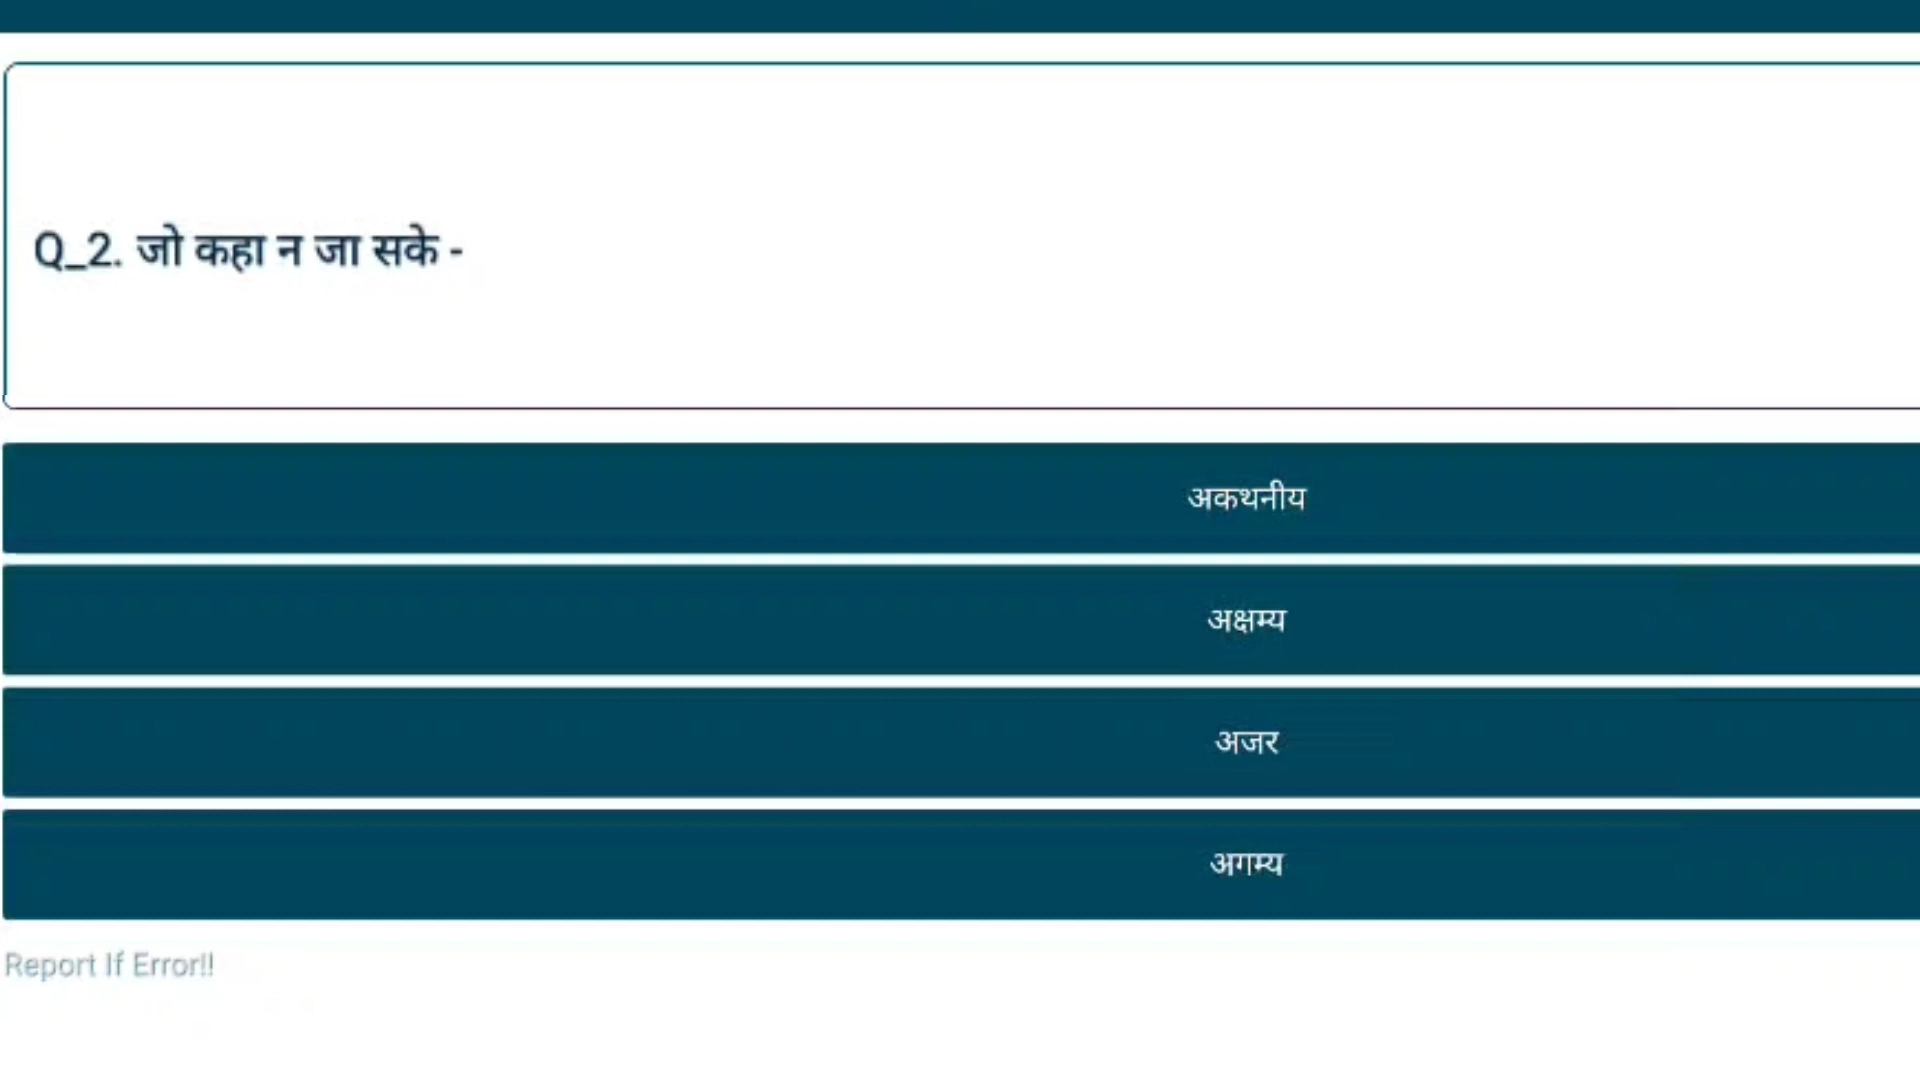 Q_2. जो कहा न जा सके -
अकथनीय
अक्षम्य
अजर
अगम्य
Report If Error!!